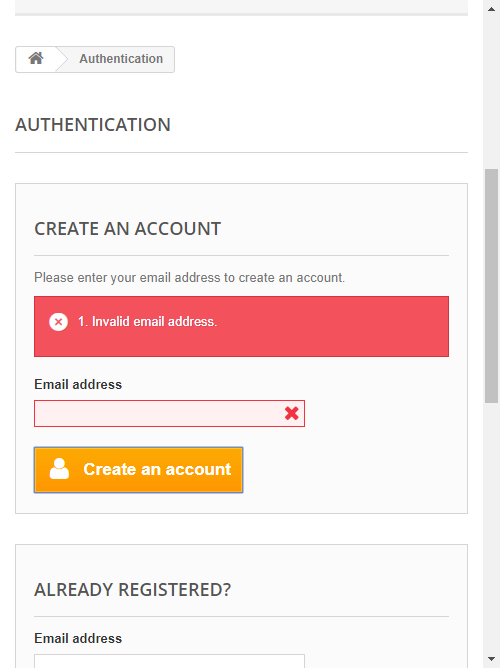 Authentication
AUTHENTICATION
CREATE AN ACCOUNT
Please enter your email address to create an account.
1. Invalid email address.
Email address
Create an account
ALREADY REGISTERED?
Email address